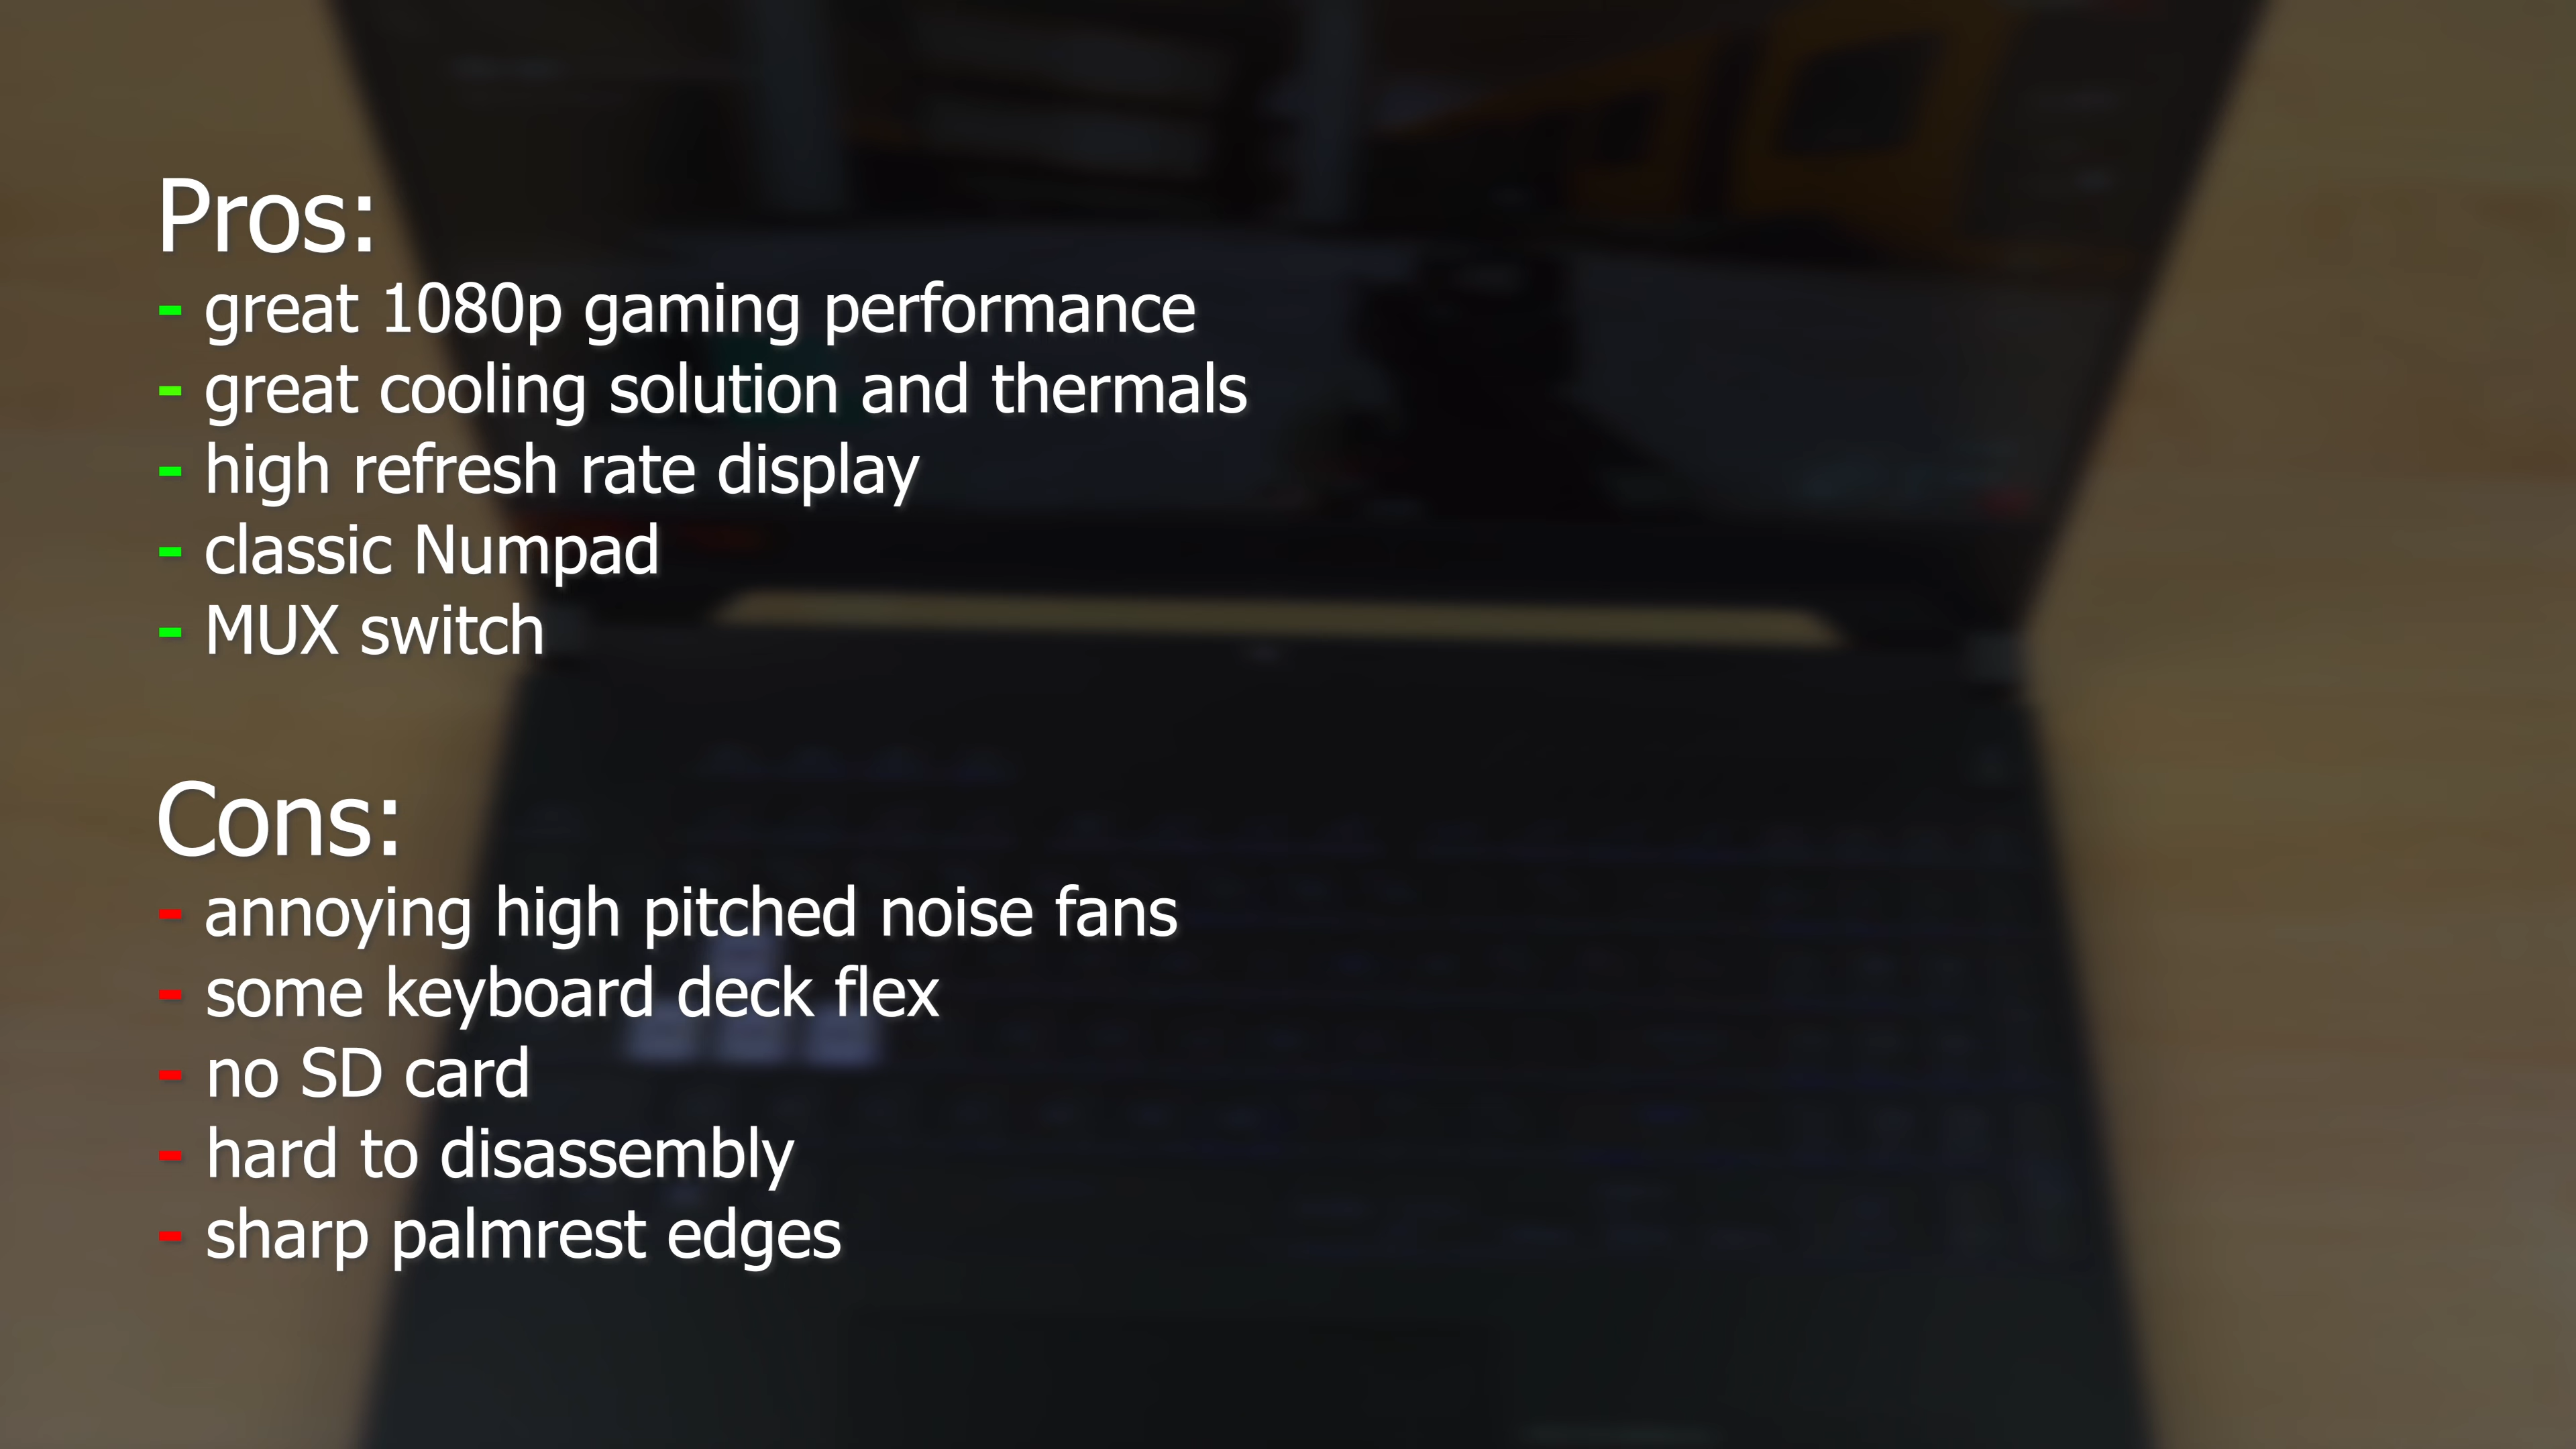 Pros:
- great 1080p gaming performance
- great cooling solution and thermals
- high refresh rate display
- classic Numpad
- MUX switch
Cons:
- annoying high pitched noise fans
- some keyboard deck flex
- no SD card
- hard to disassembly
- sharp palmrest edges